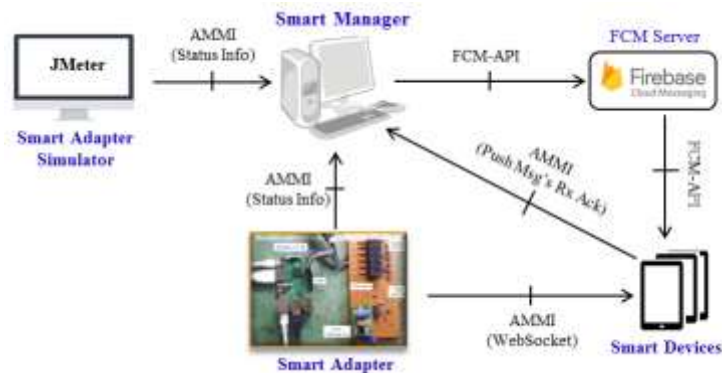 Smart Manager
FCM Server
AMMI
(Status Info)
JMeter
FCM-API
Firebase
Cloud Messaging
Smart Adapter
Simulator
AMMI
(Status Info)
AMMI
(Push Msg's Rx Ack)
FCM-API
AMMI
(WebSocket)
Smart Adapter
Smart Devices